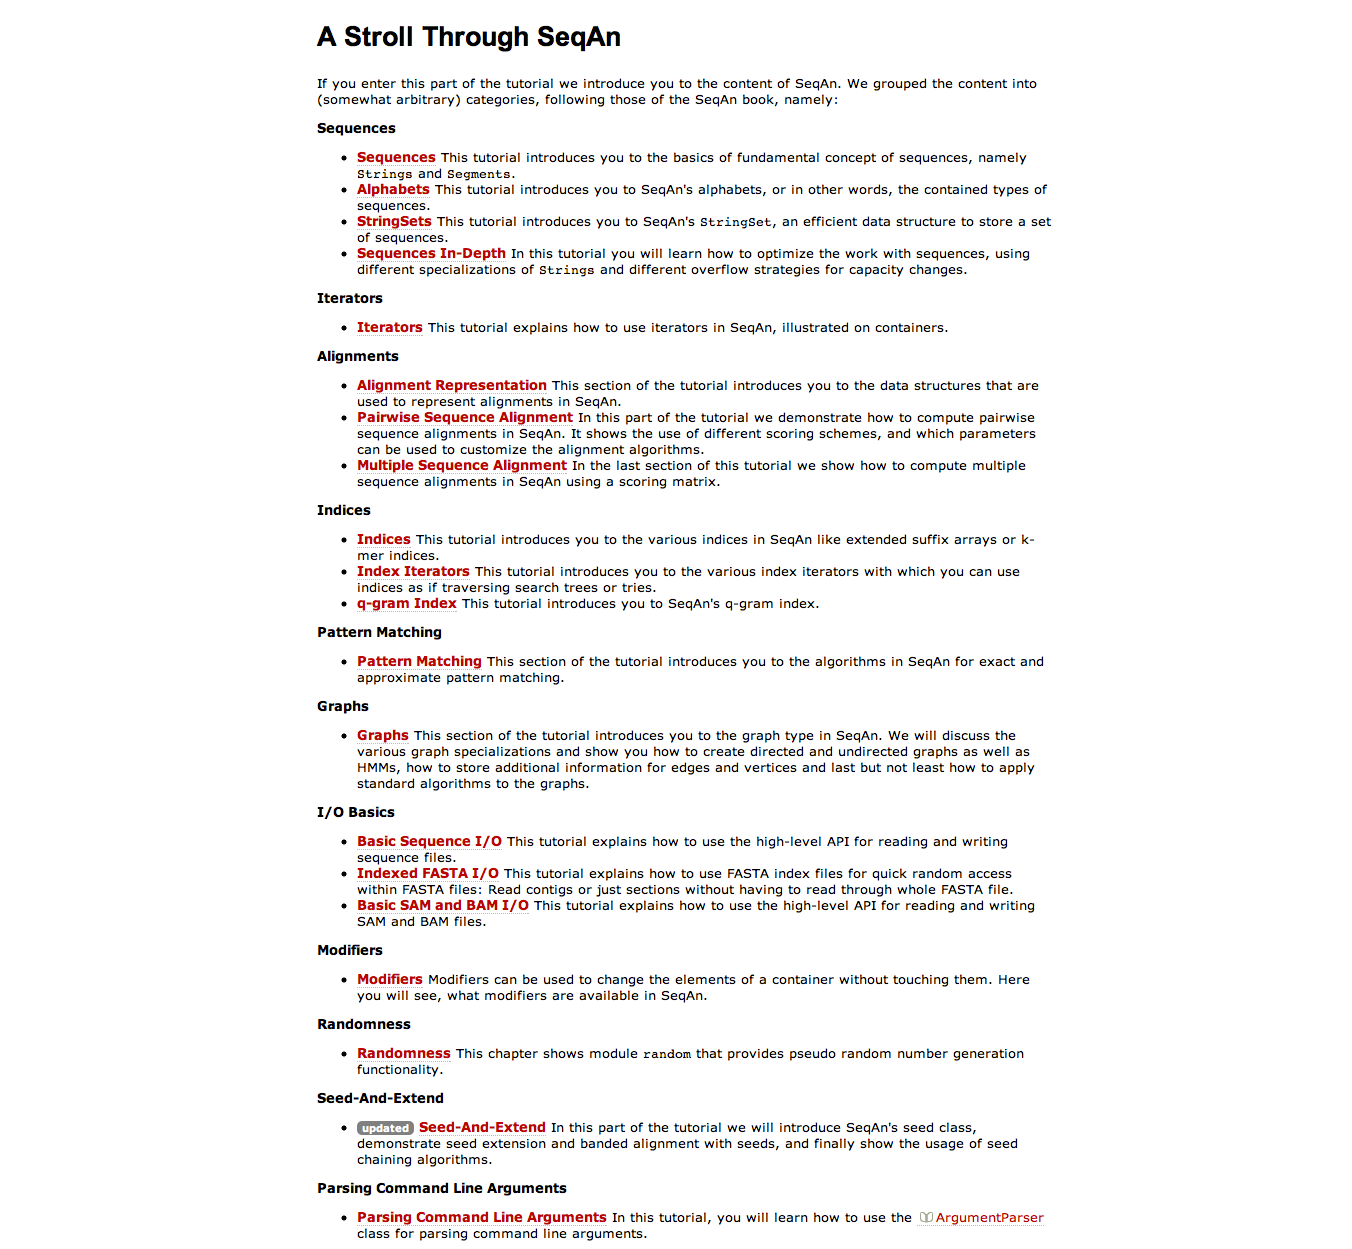 A Stroll Through SeqAn
If you enter this part of the tutorial we introduce you to the content of SeqAn. We grouped the content into
(somewhat arbitrary) categories, following those of the SeqAn book, namely:
Sequences
• Sequences This tutorial introduces you to the basics of fundamental concept of sequences, namely
Strings and Segments.
• Alphabets This tutorial introduces you to SeqAn's alphabets, or in other words, the contained types of
sequences.
• StringSets This tutorial introduces you to SeqAn's StringSet, an efficient data structure to store a set
of sequences.
• Sequences In-Depth In this tutorial you will learn how to optimize the work with sequences, using
different specializations of Strings and different overflow strategies for capacity changes.
Iterators
• Iterators This tutorial explains how to use iterators in SeqAn, illustrated on containers.
Alignments
• Alignment Representation This section of the tutorial introduces you to the data structures that are
used to represent alignments in SeqAn.
• Pairwise Sequence Alignment In this part of the tutorial we demonstrate how to compute pairwise
sequence alignments in SeqAn. It shows the use of different scoring schemes, and which parameters
can be used to customize the alignment algorithms.
• Multiple Sequence Alignment In the last section of this tutorial we show how to compute multiple
sequence alignments in SeqAn using a scoring matrix.
Indices
• Indices This tutorial introduces you to the various indices in SeqAn like extended suffix arrays or k-
mer indices.
• Index Iterators This tutorial introduces you to the various index iterators with which you can use
indices as if traversing search trees or tries.
• q-gram Index This tutorial introduces you to SeqAn's q-gram index.
Pattern Matching
• Pattern Matching This section of the tutorial introduces you to the algorithms in SeqAn for exact and
approximate pattern matching.
Graphs
• Graphs This section of the tutorial introduces you to the graph type in SeqAn. We will discuss the
various graph specializations and show you how to create directed and undirected graphs as well as
HMMs, how to store additional information for edges and vertices and last but not least how to apply
standard algorithms to the graphs.
I/O Basics
• Basic Sequence I/O This tutorial explains how to use the high-level API for reading and writing
sequence files.
• Indexed FASTA I/O This tutorial explains how to use FASTA index files for quick random access
within FASTA files: Read contigs or just sections without having to read through whole FASTA file.
• Basic SAM and BAM I/O This tutorial explains how to use the high-level API for reading and writing
SAM and BAM files.
Modifiers
• Modifiers Modifiers can be used to change the elements of a container without touching them. Here
you will see, what modifiers are available in SeqAn.
Randomness
• Randomness This chapter shows module random that provides pseudo random number generation
functionality.
Seed-And-Extend
• updated Seed-And-Extend In this part of the tutorial we will introduce SeqAn's seed class,
demonstrate seed extension and banded alignment with seeds, and finally show the usage of seed
chaining algorithms.
Parsing Command Line Arguments
• Parsing Command Line Arguments In this tutorial, you will learn how to use the ArgumentParser
class for parsing command line arguments.